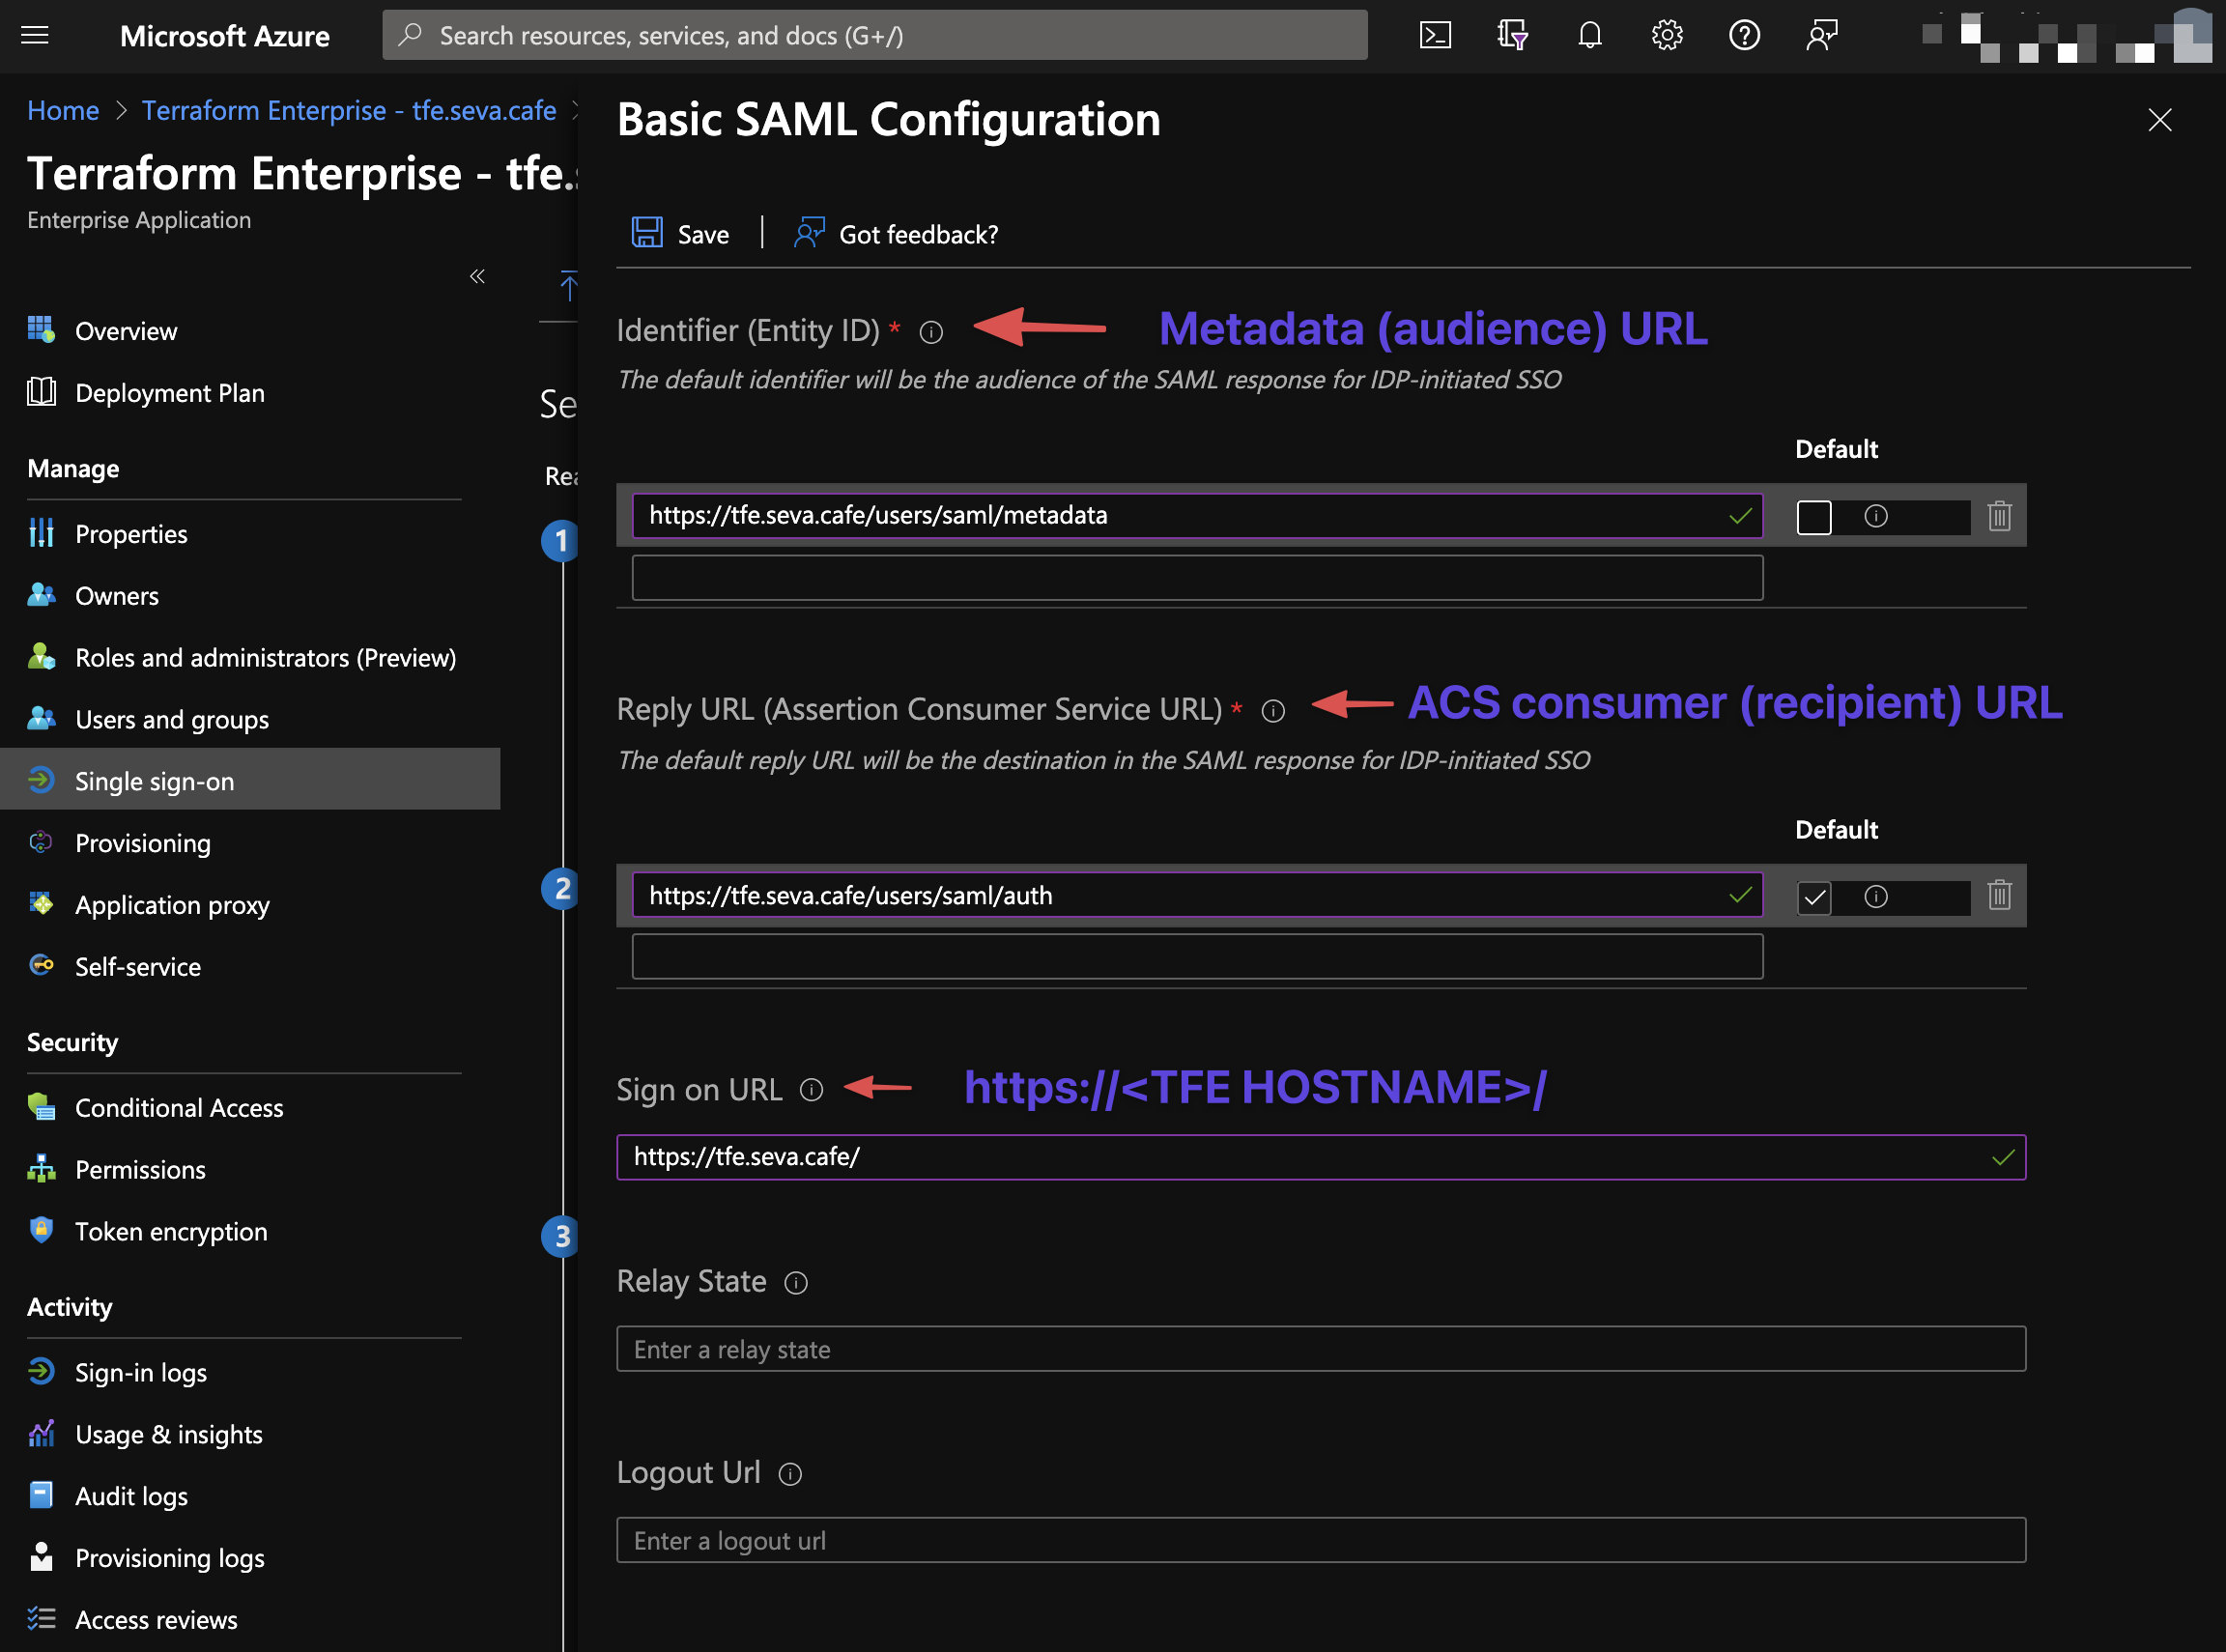 Microsoft Azure
Search resources, services, and docs (G+/)
Home > Terraform Enterprise - tfe.seva.cafe >
Terraform Enterprise - tfe.s
Enterprise Application
«
Overview
Deployment Plan
Manage
Properties
Owners
Roles and administrators (Preview)
Users and groups
Single sign-on
Provisioning
Application proxy
Self-service
Security
Conditional Access
Permissions
Token encryption
Activity
Sign-in logs
Usage & insights
Audit logs
Provisioning logs
Access reviews
Se
Rea
1
2
3
Basic SAML Configuration
Save | Got feedback?
Identifier (Entity ID) * Metadata (audience) URL
The default identifier will be the audience of the SAML response for IDP-initiated SSO
Default
https://tfe.seva.cafe/users/saml/metadata
Reply URL (Assertion Consumer Service URL) * ACS consumer (recipient) URL
The default reply URL will be the destination in the SAML response for IDP-initiated SSO
Default
https://tfe.seva.cafe/users/saml/auth
Sign on URL https://<TFE HOSTNAME>/
https://tfe.seva.cafe/
Relay State
Enter a relay state
Logout Url
Enter a logout url